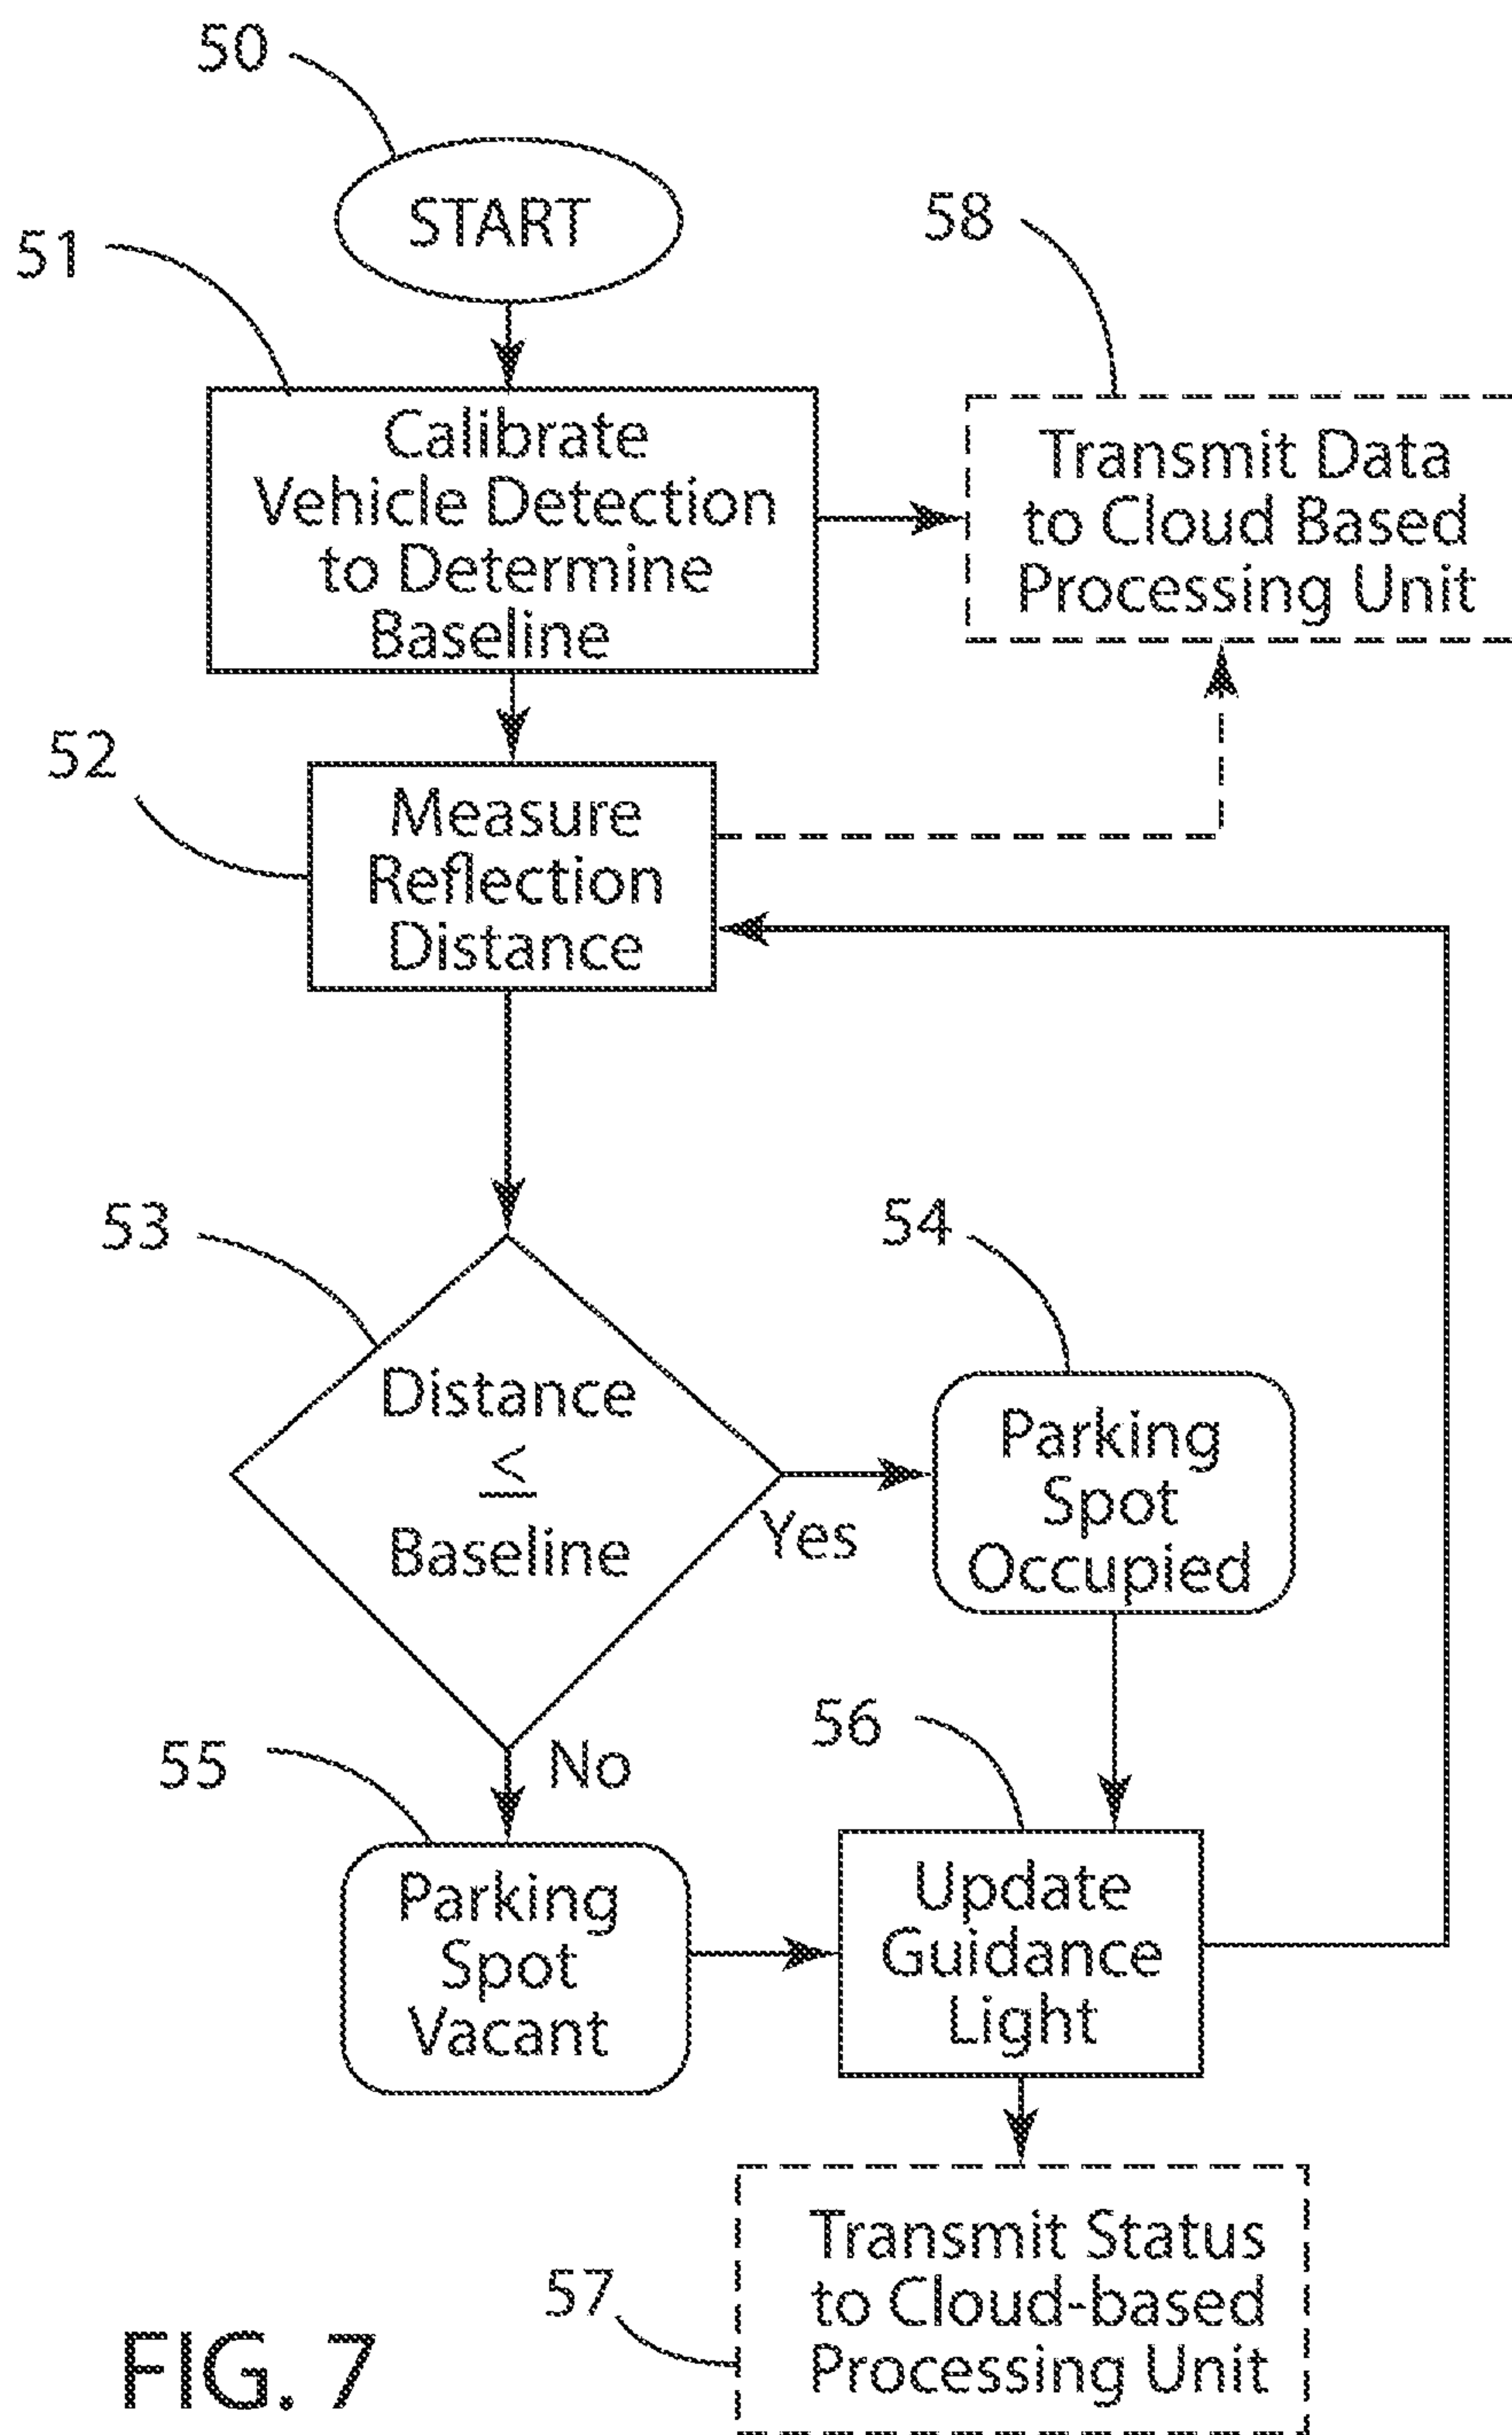 50
START
51
58
Calibrate
Vehicle Detection
to Determine
Baseline
Transmit Data
to Cloud Based
Processing Unit
52
Measure
Reflection
Distance
53
54
Distance
≤
Baseline
Yes
Parking
Spot
Occupied
No
55
56
Parking
Spot
Vacant
Update
Guidance
Light
57
Transmit Status
to Cloud-based
Processing Unit
FIG. 7